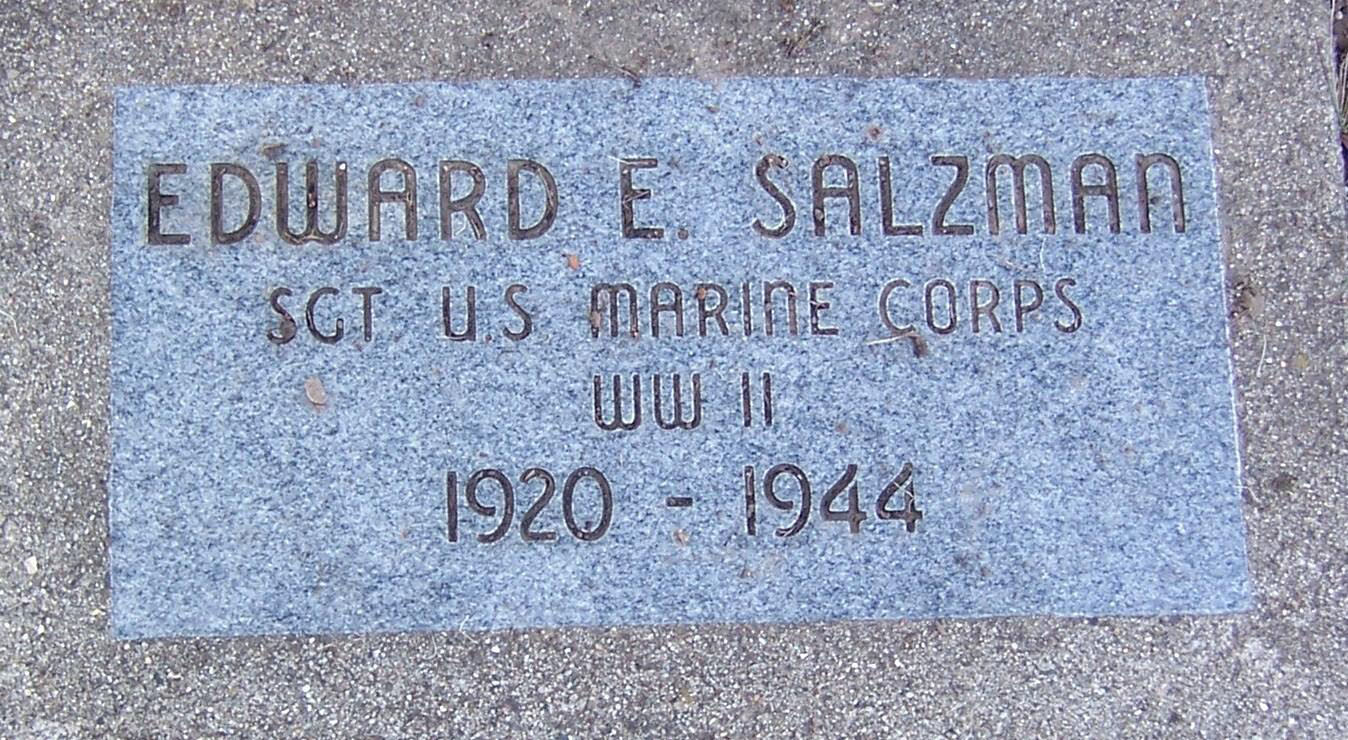 EDWARD E. SALZMAN
SGT U.S MARINE CORPS
WW II
1920 - 1944